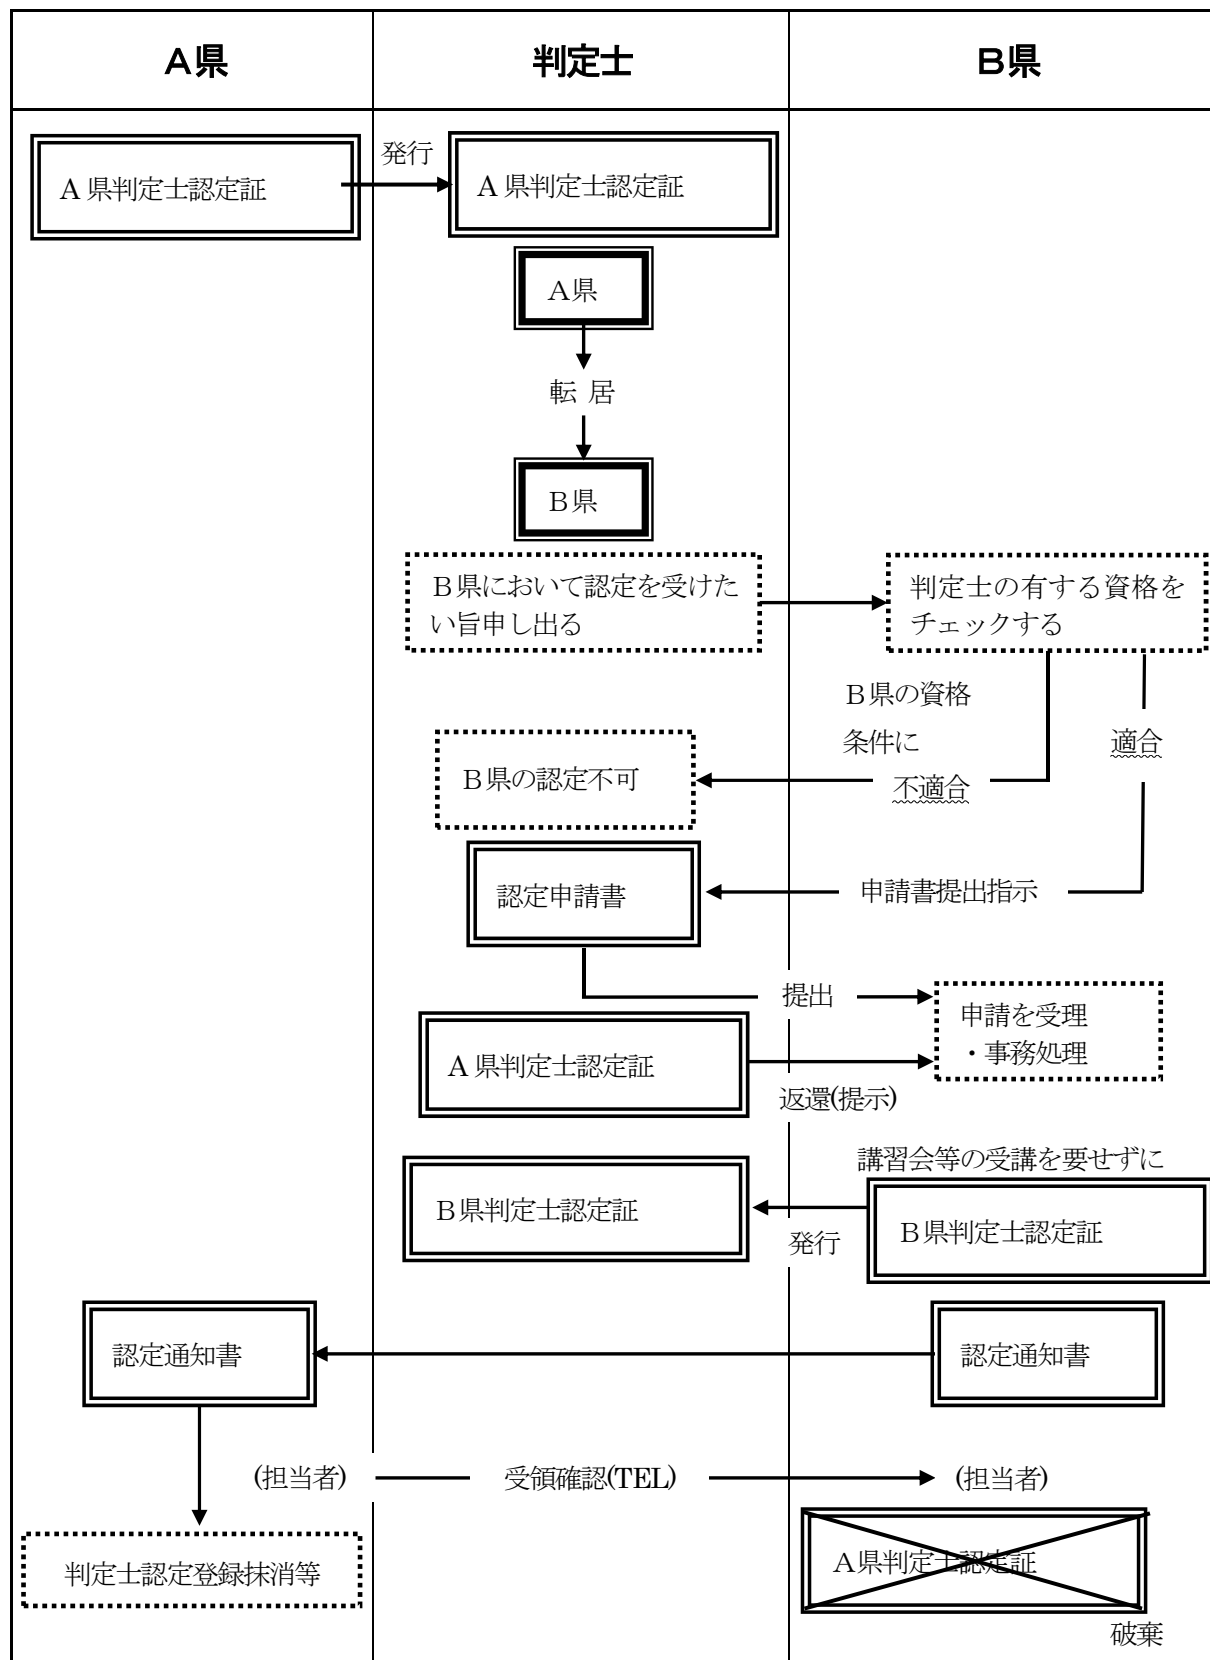 A県
判定士
B県
A 県判定士認定証
発行
A 県判定士認定証
A県
転 居
B県
B県において認定を受けた
い旨申し出る
判定士の有する資格を
チェックする
B県の資格
条件に
適合
不適合
B県の認定不可
認定申請書
申請書提出指示
提出
申請を受理
・事務処理
A 県判定士認定証
返還(提示)
講習会等の受講を要せずに
B県判定士認定証
発行
B県判定士認定証
認定通知書
認定通知書
(担当者)
受領確認(TEL)
(担当者)
判定士認定登録抹消等
A県判定士認定証
破棄